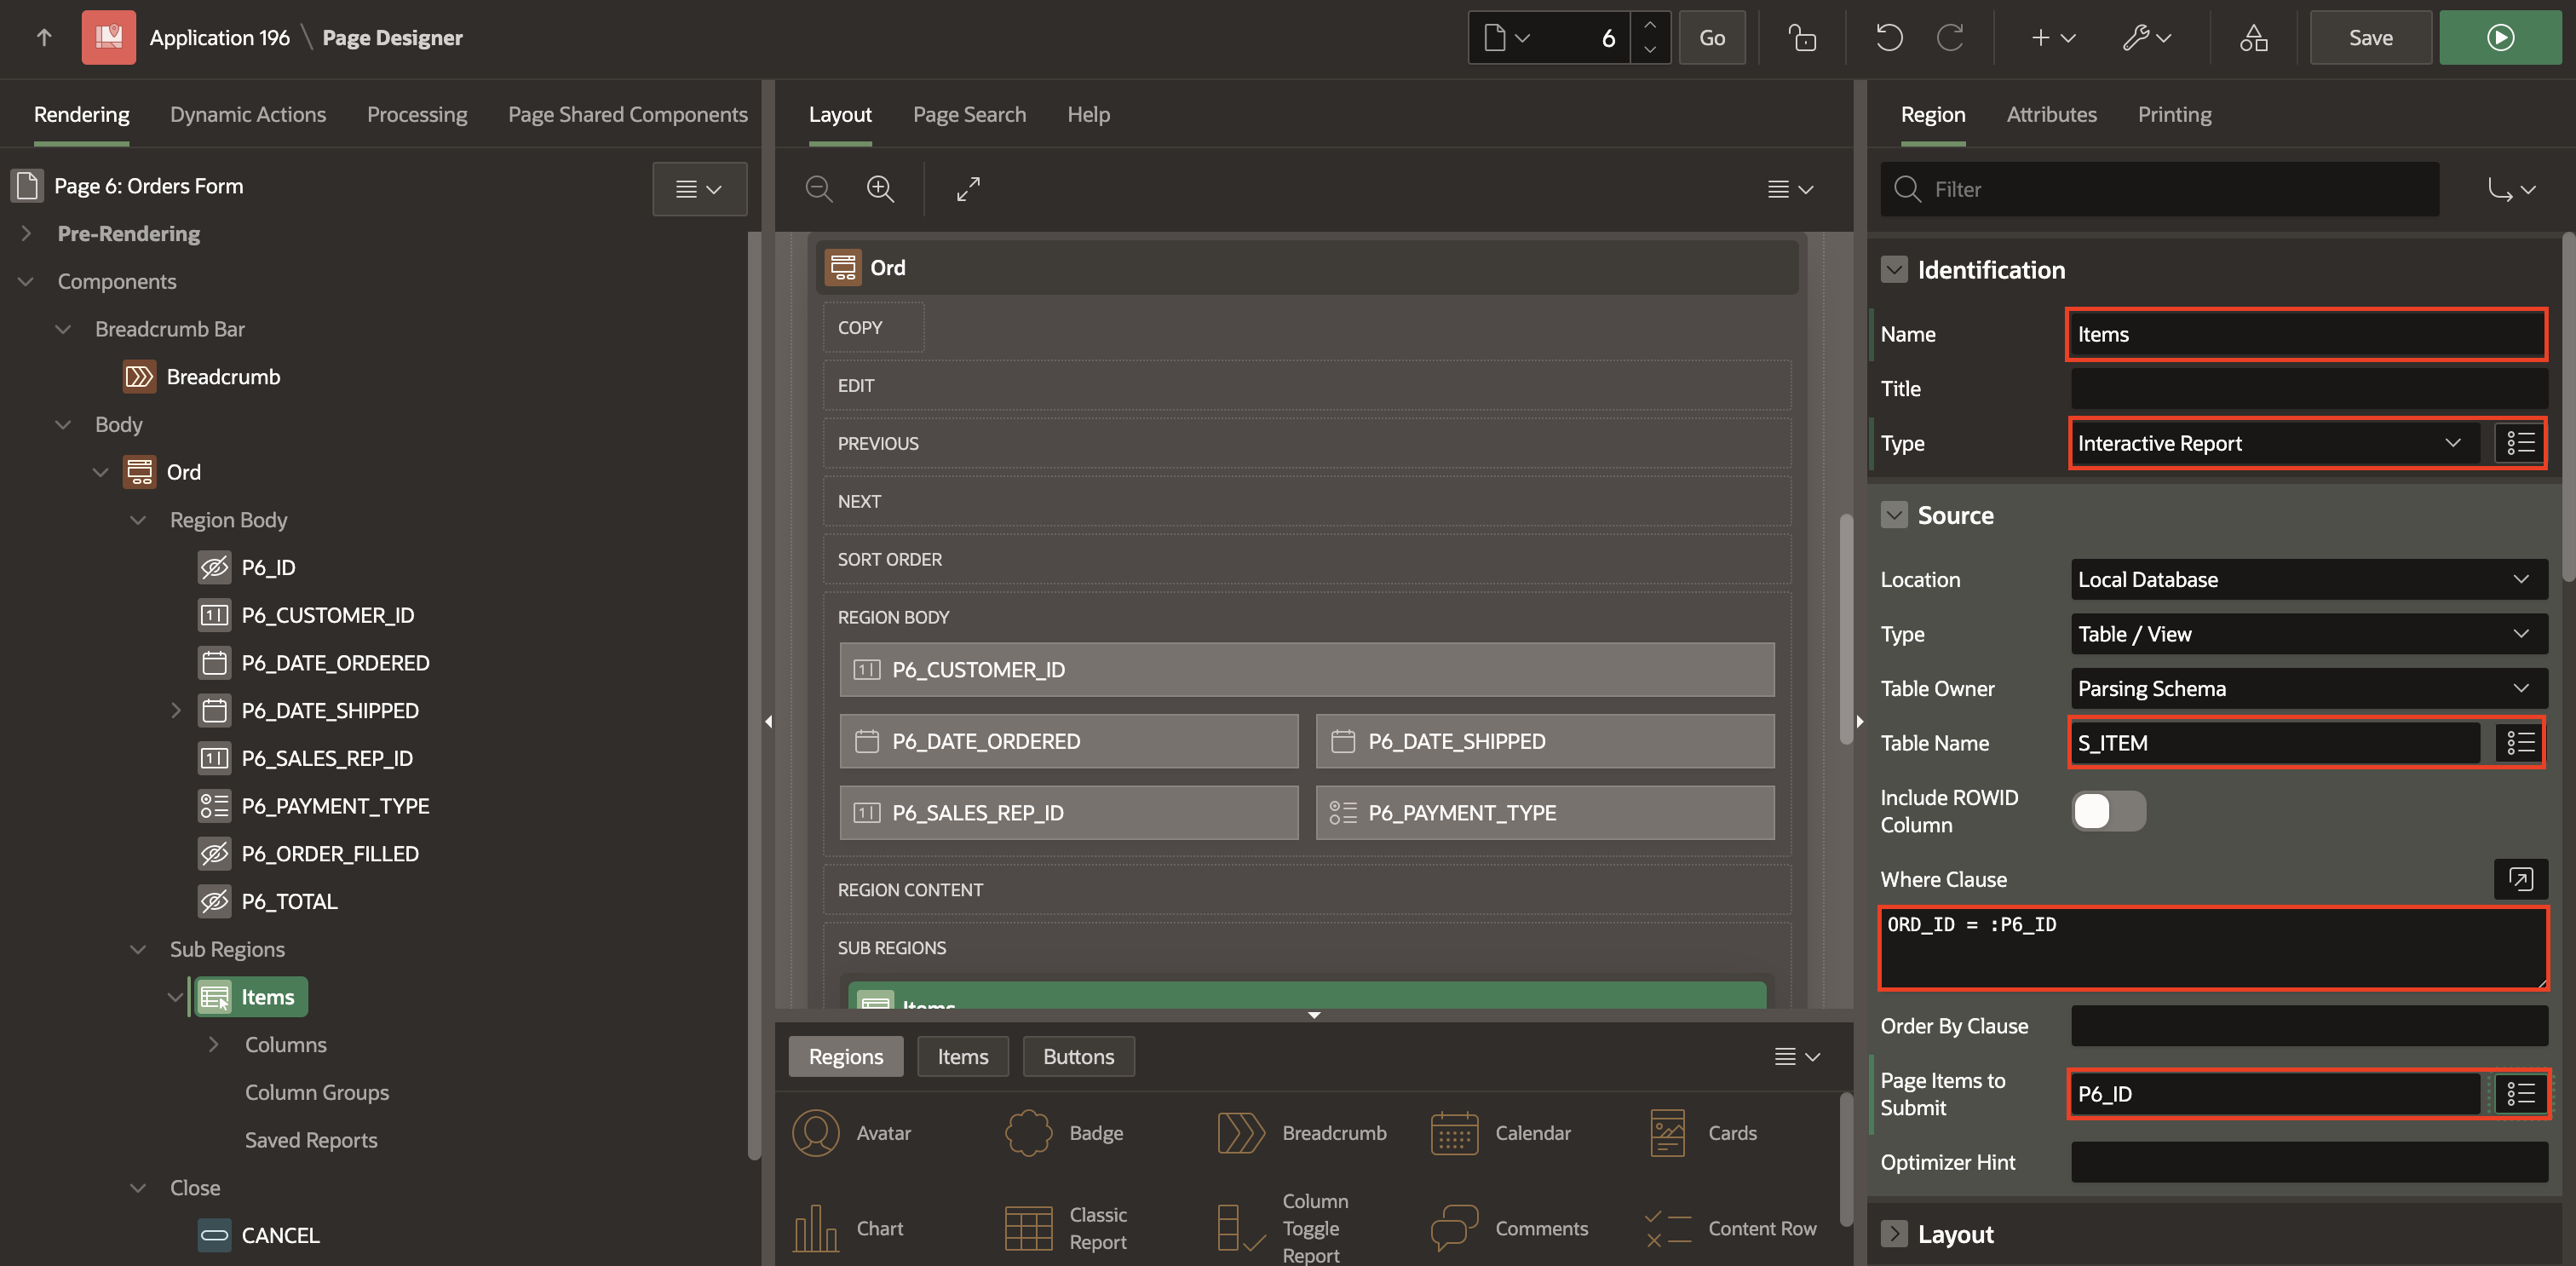 Application 196 \ Page Designer
6
Go
Save
Rendering
Dynamic Actions
Processing
Page Shared Components
Page 6: Orders Form
Pre-Rendering
Components
Breadcrumb Bar
Breadcrumb
Body
Ord
Region Body
P6_ID
P6_CUSTOMER_ID
P6_DATE_ORDERED
P6_DATE_SHIPPED
P6_SALES_REP_ID
P6_PAYMENT_TYPE
P6_ORDER_FILLED
P6_TOTAL
Sub Regions
Items
Columns
Column Groups
Saved Reports
Close
CANCEL
Layout
Page Search
Help
Ord
COPY
EDIT
PREVIOUS
NEXT
SORT ORDER
REGION BODY
P6_CUSTOMER_ID
P6_DATE_ORDERED
P6_DATE_SHIPPED
P6_SALES_REP_ID
P6_PAYMENT_TYPE
REGION CONTENT
SUB REGIONS
Items
Regions
Items
Buttons
Avatar
Badge
Breadcrumb
Calendar
Cards
Chart
Classic
Report
Column
Toggle
Report
Comments
Content Row
Region
Attributes
Printing
Filter
Identification
Name
Items
Title
Type
Interactive Report
Source
Location
Local Database
Type
Table / View
Table Owner
Parsing Schema
Table Name
S_ITEM
Include ROWID
Column
Where Clause
ORD_ID = :P6_ID
Order By Clause
Page Items to
Submit
P6_ID
Optimizer Hint
Layout